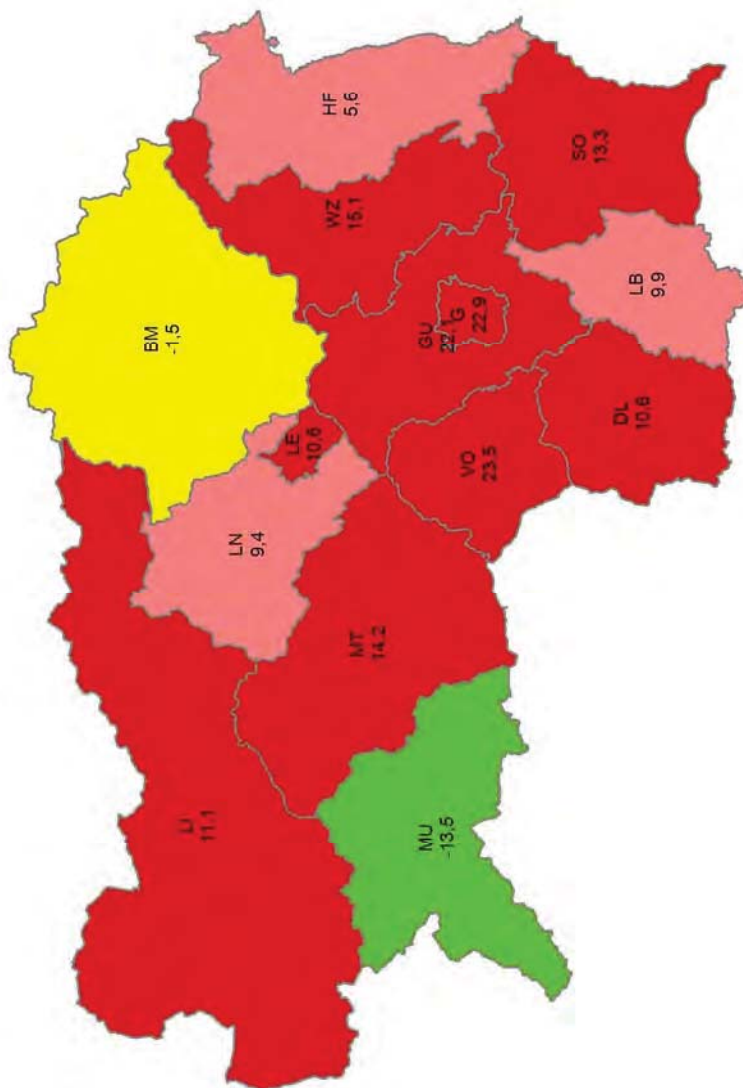 BM
-1,5
LI
11,1
LN
9,4
LE
10,6
HF
5,6
WZ
15,1
MT
14,2
MU
-13,5
GU
22,1
G
22,9
VO
23,5
SO
13,3
DL
10,6
LB
9,9